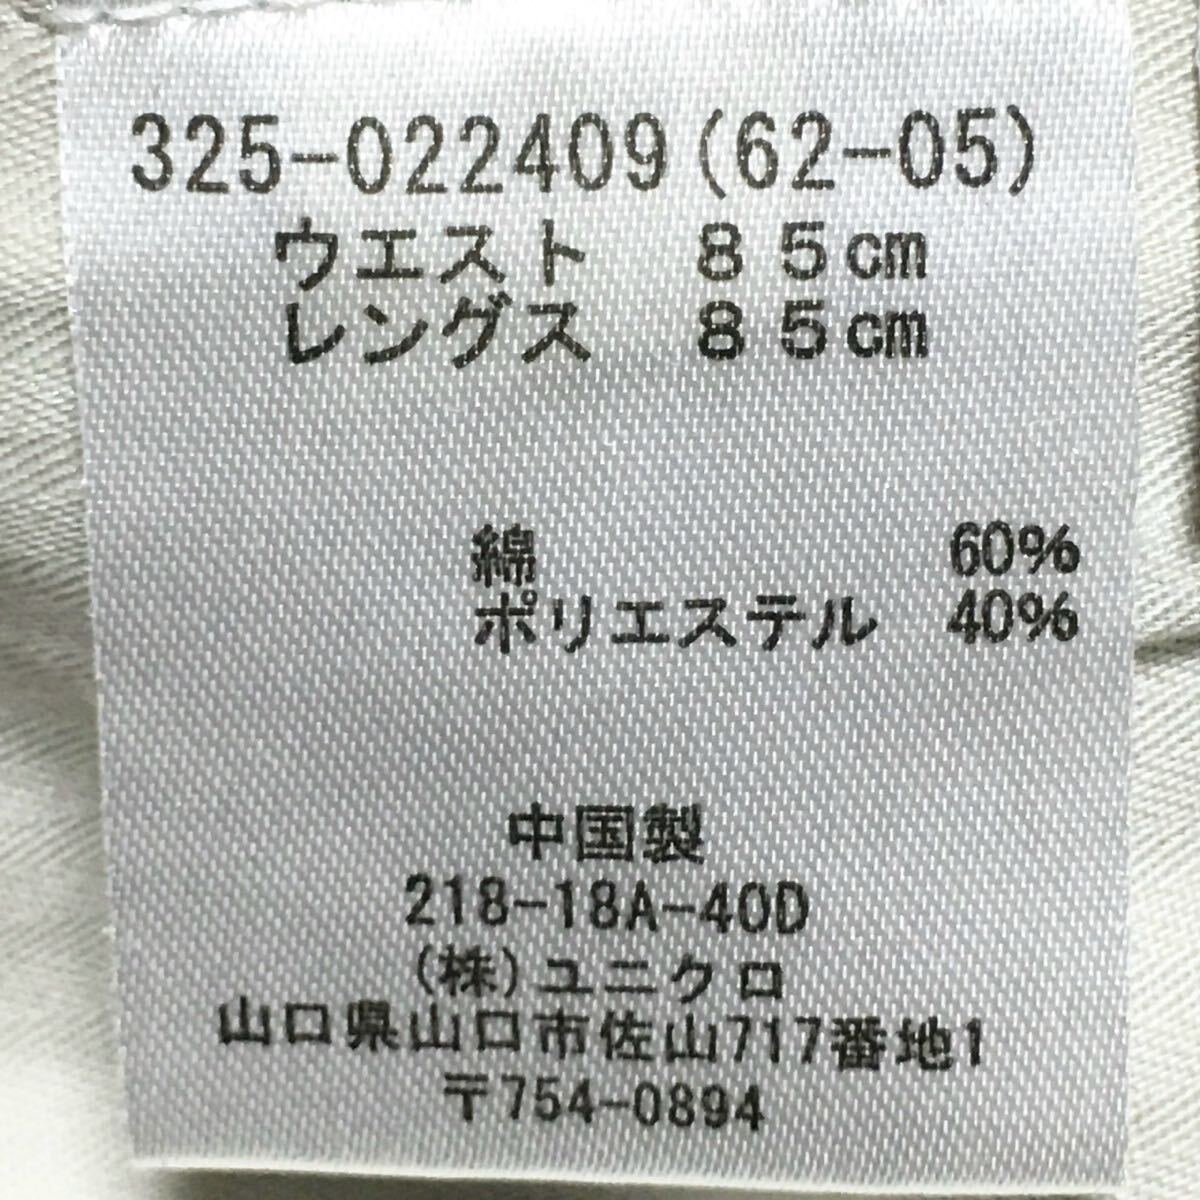 325-022409(62-05)
ウエスト　８５cm
レングス　８５cm
綿　60%
ポリエステル　40%
中国製
218-18A-40D
(株)ユニクロ
山口県山口市佐山717番地1
〒754-0894